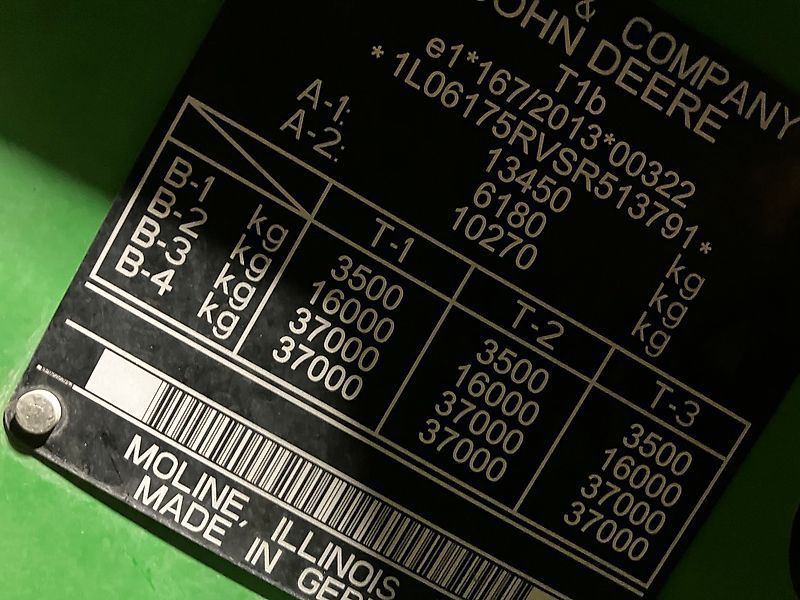 & COMPANY
JOHN DEERE
T1b
e1*167/2013*00322
*1L06175RVSR513791*
13450 kg
A-1: 6180 kg
A-2: 10270 kg
T-1 T-2 T-3
B-1 kg 3500 3500 3500
B-2 kg 16000 16000 16000
B-3 kg 37000 37000 37000
B-4 kg 37000 37000 37000
MOLINE, ILLINOIS
MADE IN